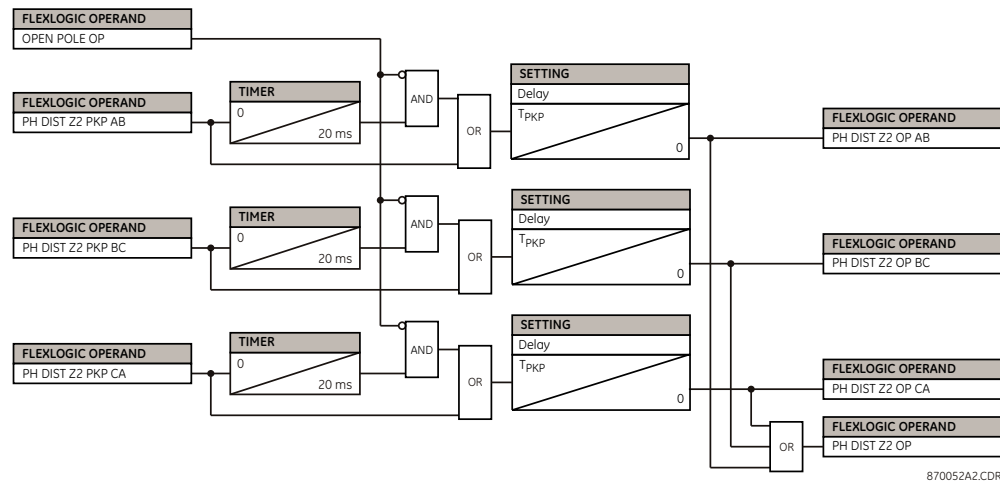 FLEXLOGIC OPERAND
OPEN POLE OP
FLEXLOGIC OPERAND
PH DIST Z2 PKP AB
TIMER
0
20 ms
AND
OR
SETTING
Delay
TPKP
0
FLEXLOGIC OPERAND
PH DIST Z2 OP AB
FLEXLOGIC OPERAND
PH DIST Z2 PKP BC
TIMER
0
20 ms
AND
OR
SETTING
Delay
TPKP
0
FLEXLOGIC OPERAND
PH DIST Z2 OP BC
FLEXLOGIC OPERAND
PH DIST Z2 PKP CA
TIMER
0
20 ms
AND
OR
SETTING
Delay
TPKP
0
FLEXLOGIC OPERAND
PH DIST Z2 OP CA
OR
FLEXLOGIC OPERAND
PH DIST Z2 OP
870052A2.CDR